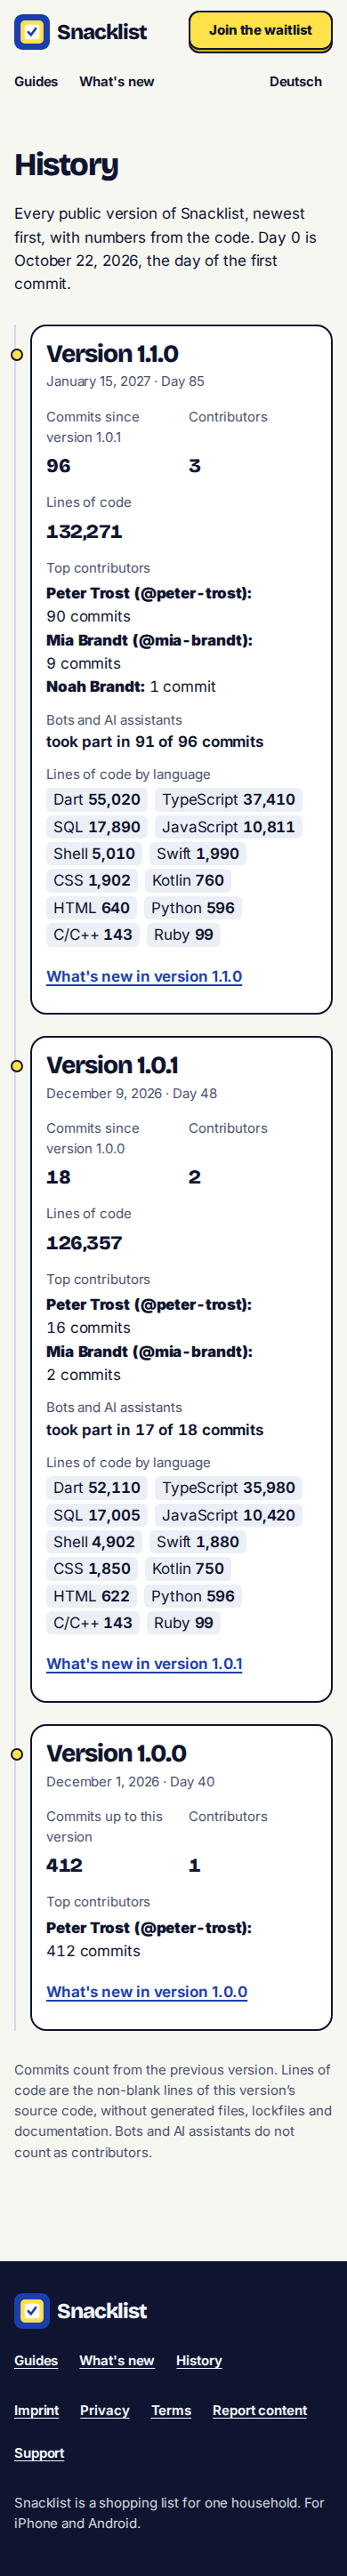 Snacklist
Join the waitlist
Guides What's new Deutsch
History
Every public version of Snacklist, newest
first, with numbers from the code. Day 0 is
October 22, 2026, the day of the first
commit.
Version 1.1.0
January 15, 2027 · Day 85
Commits since
version 1.0.1
Contributors
96
3
Lines of code
132,271
Top contributors
Peter Trost (@peter-trost):
90 commits
Mia Brandt (@mia-brandt):
9 commits
Noah Brandt: 1 commit
Bots and AI assistants
took part in 91 of 96 commits
Lines of code by language
Dart 55,020 TypeScript 37,410
SQL 17,890 JavaScript 10,811
Shell 5,010 Swift 1,990
CSS 1,902 Kotlin 760
HTML 640 Python 596
C/C++ 143 Ruby 99
What's new in version 1.1.0
Version 1.0.1
December 9, 2026 · Day 48
Commits since
version 1.0.0
Contributors
18
2
Lines of code
126,357
Top contributors
Peter Trost (@peter-trost):
16 commits
Mia Brandt (@mia-brandt):
2 commits
Bots and AI assistants
took part in 17 of 18 commits
Lines of code by language
Dart 52,110 TypeScript 35,980
SQL 17,005 JavaScript 10,420
Shell 4,902 Swift 1,880
CSS 1,850 Kotlin 750
HTML 622 Python 596
C/C++ 143 Ruby 99
What's new in version 1.0.1
Version 1.0.0
December 1, 2026 · Day 40
Commits up to this
version
Contributors
412
1
Top contributors
Peter Trost (@peter-trost):
412 commits
What's new in version 1.0.0
Commits count from the previous version. Lines of
code are the non-blank lines of this version's
source code, without generated files, lockfiles and
documentation. Bots and AI assistants do not
count as contributors.
Snacklist
Guides What's new History
Imprint Privacy Terms Report content
Support
Snacklist is a shopping list for one household. For
iPhone and Android.